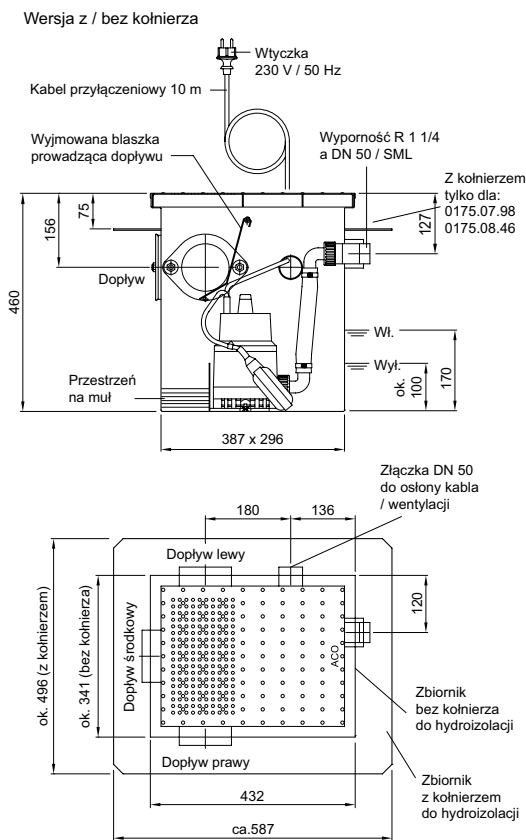 Wersja z / bez kołnierza
Wtyczka
230 V / 50 Hz
Kabel przyłączeniowy 10 m
Wyjmowana blaszka
prowadząca dopływu
Wyporność R 1 1/4
a DN 50 / SML
Z kołnierzem
tylko dla:
0175.07.98
0175.08.46
75
156
127
460
Dopływ
Wł.
Wył.
ok.
100
170
Przestrzeń
na muł
387 x 296
Złączka DN 50
do osłony kabla
/ wentylacji
180
136
Dopływ lewy
120
ok. 496 (z kołnierzem)
ok. 341 (bez kołnierza)
Dopływ środkowy
ACO
Zbiornik
bez kołnierza
do hydroizolacji
Dopływ prawy
Zbiornik
z kołnierzem
do hydroizolacji
432
ca.587